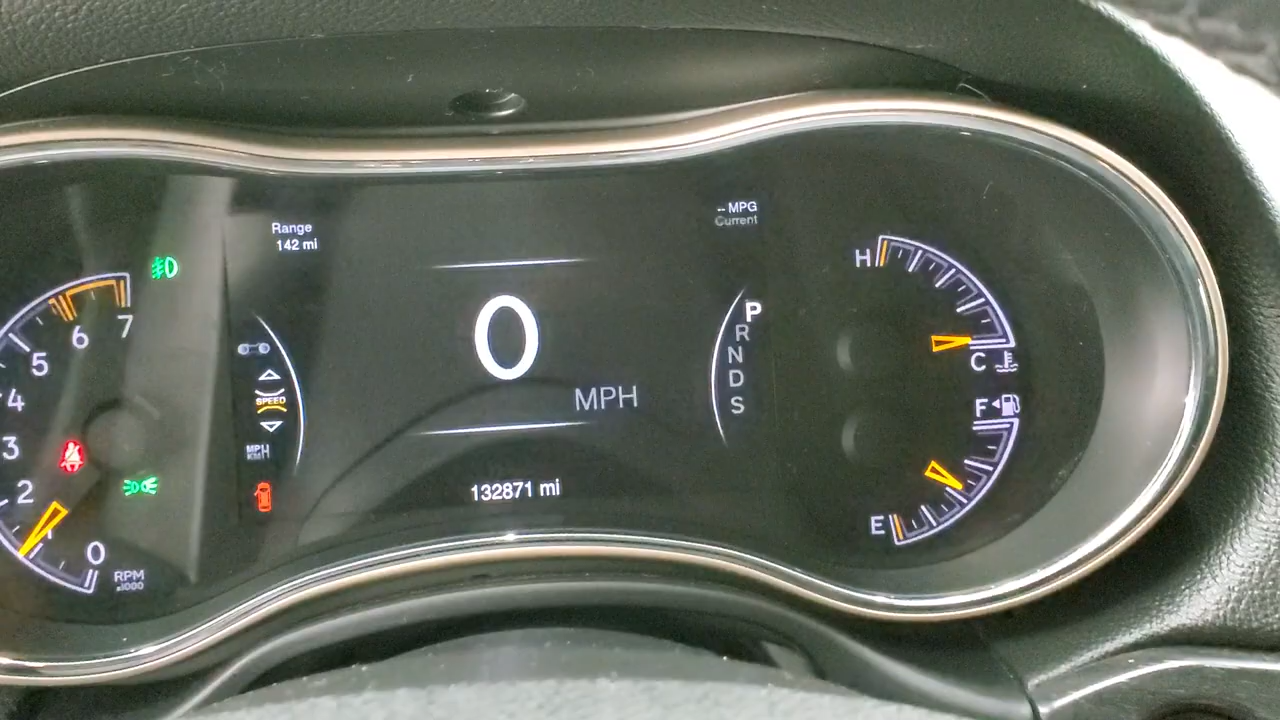 -- MPG
Current
Range
142 mi
H
7
6
5
4
3
2
0
RPM
x1000
SPEED
MPH
KM/H
0
MPH
P
R
N
D
S
C
F
E
132871 mi